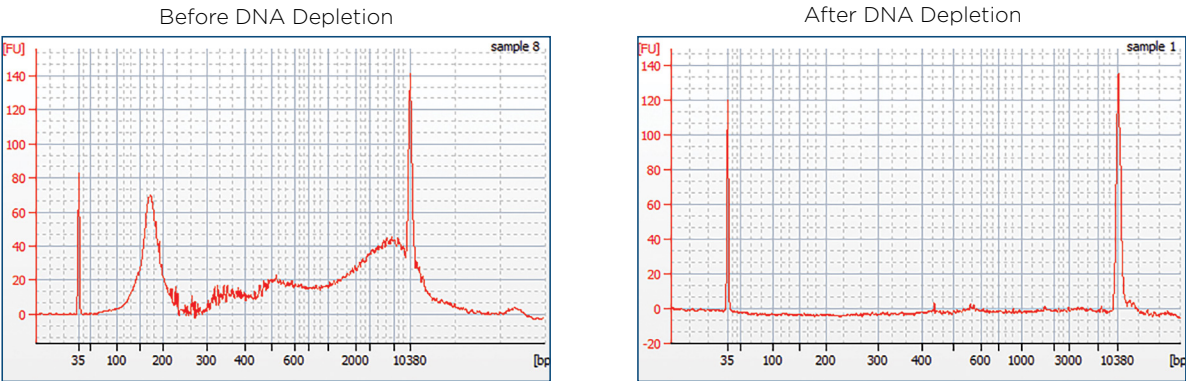 Before DNA Depletion
[FU]
sample 8
140
120
100
80
60
40
20
0
35 100 200 300 400 600 2000 10380 [bp
After DNA Depletion
[FU]
sample 1
140
120
100
80
60
40
20
0
-20
35 100 200 300 400 600 1000 3000 10380 [bp